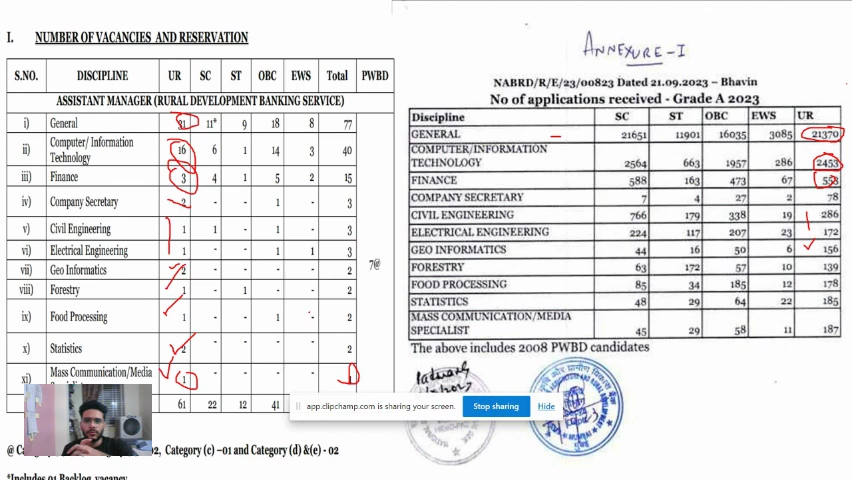 I. NUMBER OF VACANCIES AND RESERVATION
S.NO. DISCIPLINE UR SC ST OBC EWS Total PWBD
ASSISTANT MANAGER (RURAL DEVELOPMENT BANKING SERVICE)
i) General 31 11* 9 18 8 77
ii) Computer/ Information Technology 16 6 1 14 3 40
iii) Finance 3 4 1 5 2 15
iv) Company Secretary 2 - - 1 - 3
v) Civil Engineering 1 1 - 1 - 3
vi) Electrical Engineering 1 - - 1 1 3
vii) Geo Informatics 2 - - - - 2
viii) Forestry 1 - 1 - - 2
ix) Food Processing 1 - - 1 - 2
x) Statistics 2 - - - - 2
xi) Mass Communication/Media 1 - - - -
7@
61 22 12 41
02, Category (c) –01 and Category (d) &(e) - 02
*Includes 01 Backlog vacancy
ANNEXURE-I
NABRD/R/E/23/00823 Dated 21.09.2023 – Bhavin
No of applications received - Grade A 2023
Discipline SC ST OBC EWS UR
GENERAL 21651 11901 16035 3085 21370
COMPUTER/INFORMATION
TECHNOLOGY 2564 663 1957 286 2453
FINANCE 588 163 473 67 558
COMPANY SECRETARY 7 4 27 2 78
CIVIL ENGINEERING 766 179 338 19 286
ELECTRICAL ENGINEERING 224 117 207 23 172
GEO INFORMATICS 44 16 50 6 156
FORESTRY 63 172 57 10 139
FOOD PROCESSING 85 34 185 12 178
STATISTICS 48 29 64 22 185
MASS COMMUNICATION/MEDIA
SPECIALIST 45 29 58 11 187
The above includes 2008 PWBD candidates
app.clipchamp.com is sharing your screen. Stop sharing Hide